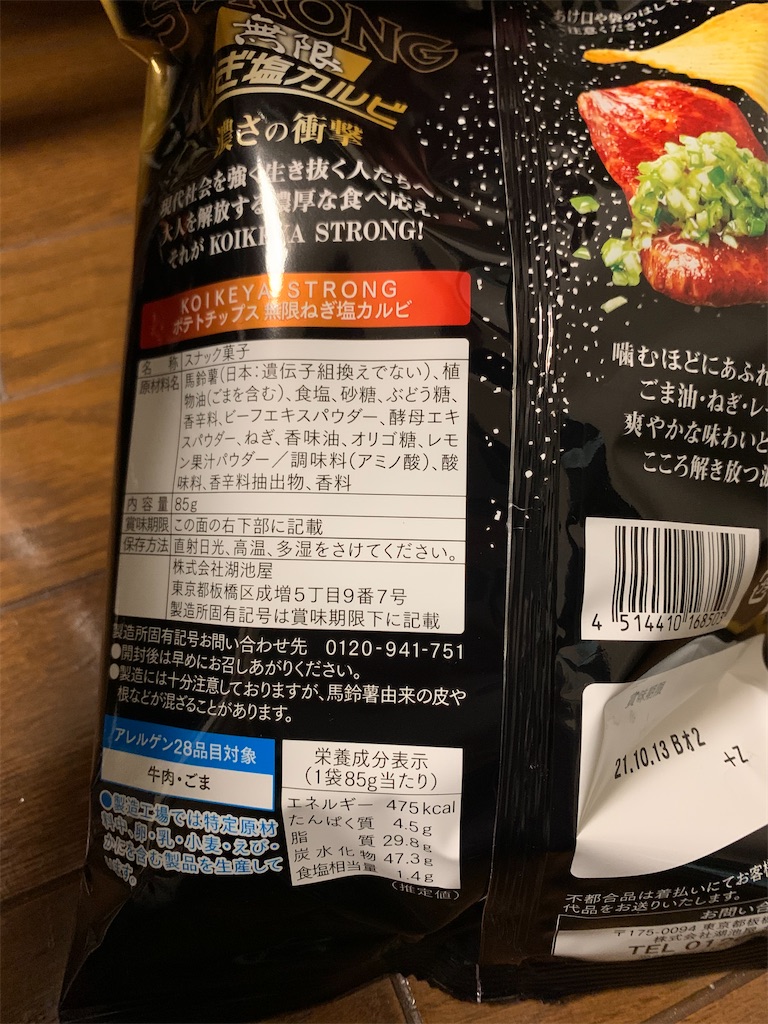 STRONG
無限
ぎ塩カルビ
濃さの衝撃
現代社会を強く生き抜く人たちへ。
大人を解放する濃厚な食べ応え。
それが KOIKEYA STRONG!
KOIKEYA STRONG
ポテトチップス 無限ねぎ塩カルビ
名 称 スナック菓子
原材料名 馬鈴薯(日本:遺伝子組換えでない)、植
物油(ごまを含む)、食塩、砂糖、ぶどう糖、
香辛料、ビーフエキスパウダー、酵母エキ
スパウダー、ねぎ、香味油、オリゴ糖、レモ
ン果汁パウダー/調味料(アミノ酸)、酸
味料、香辛料抽出物、香料
内容量 85g
賞味期限 この面の右下部に記載
保存方法 直射日光、高温、多湿をさけてください。
株式会社湖池屋
東京都板橋区成増5丁目9番7号
製造所固有記号は賞味期限下に記載
製造所固有記号お問い合わせ先 0120-941-751
●開封後は早めにお召しあがりください。
●製造には十分注意しておりますが、馬鈴薯由来の皮や
根などが混ざることがあります。
アレルゲン28品目対象
牛肉・ごま
●製造工場では特定原材
料中、卵・乳・小麦・えび・
かにを含む製品を生産して
います。
栄養成分表示
(1袋85g当たり)
エネルギー 475kcal
たんぱく質 4.5g
脂質 29.8g
炭水化物 47.3g
食塩相当量 1.4g
(推定値)
あけ口や袋のはしで
注意ください。
噛むほどにあふれ
ごま油・ねぎ・レ
爽やかな味わいと
こころ解き放つ
4 514410 16850
賞味期限
21.10.13
+Z
不都合品は着払いにてお客
代品をお送りいたします。
お問い合
〒175-0094 東京都板橋
株式会社湖池屋
TEL 01